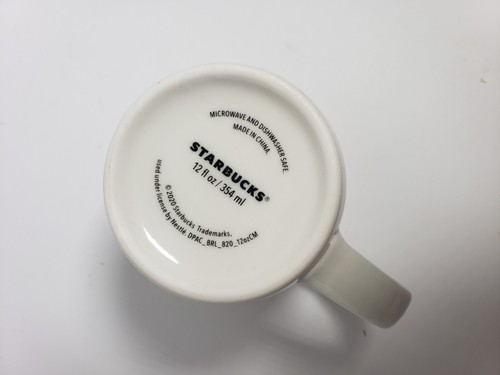 MICROWAVE AND DISHWASHER SAFE.
MADE IN CHINA.
STARBUCKS®
12 fl oz / 354 ml
© 2020 Starbucks Trademarks,
used under license by Nestlé. DPAC_BRL_820_12ozCM